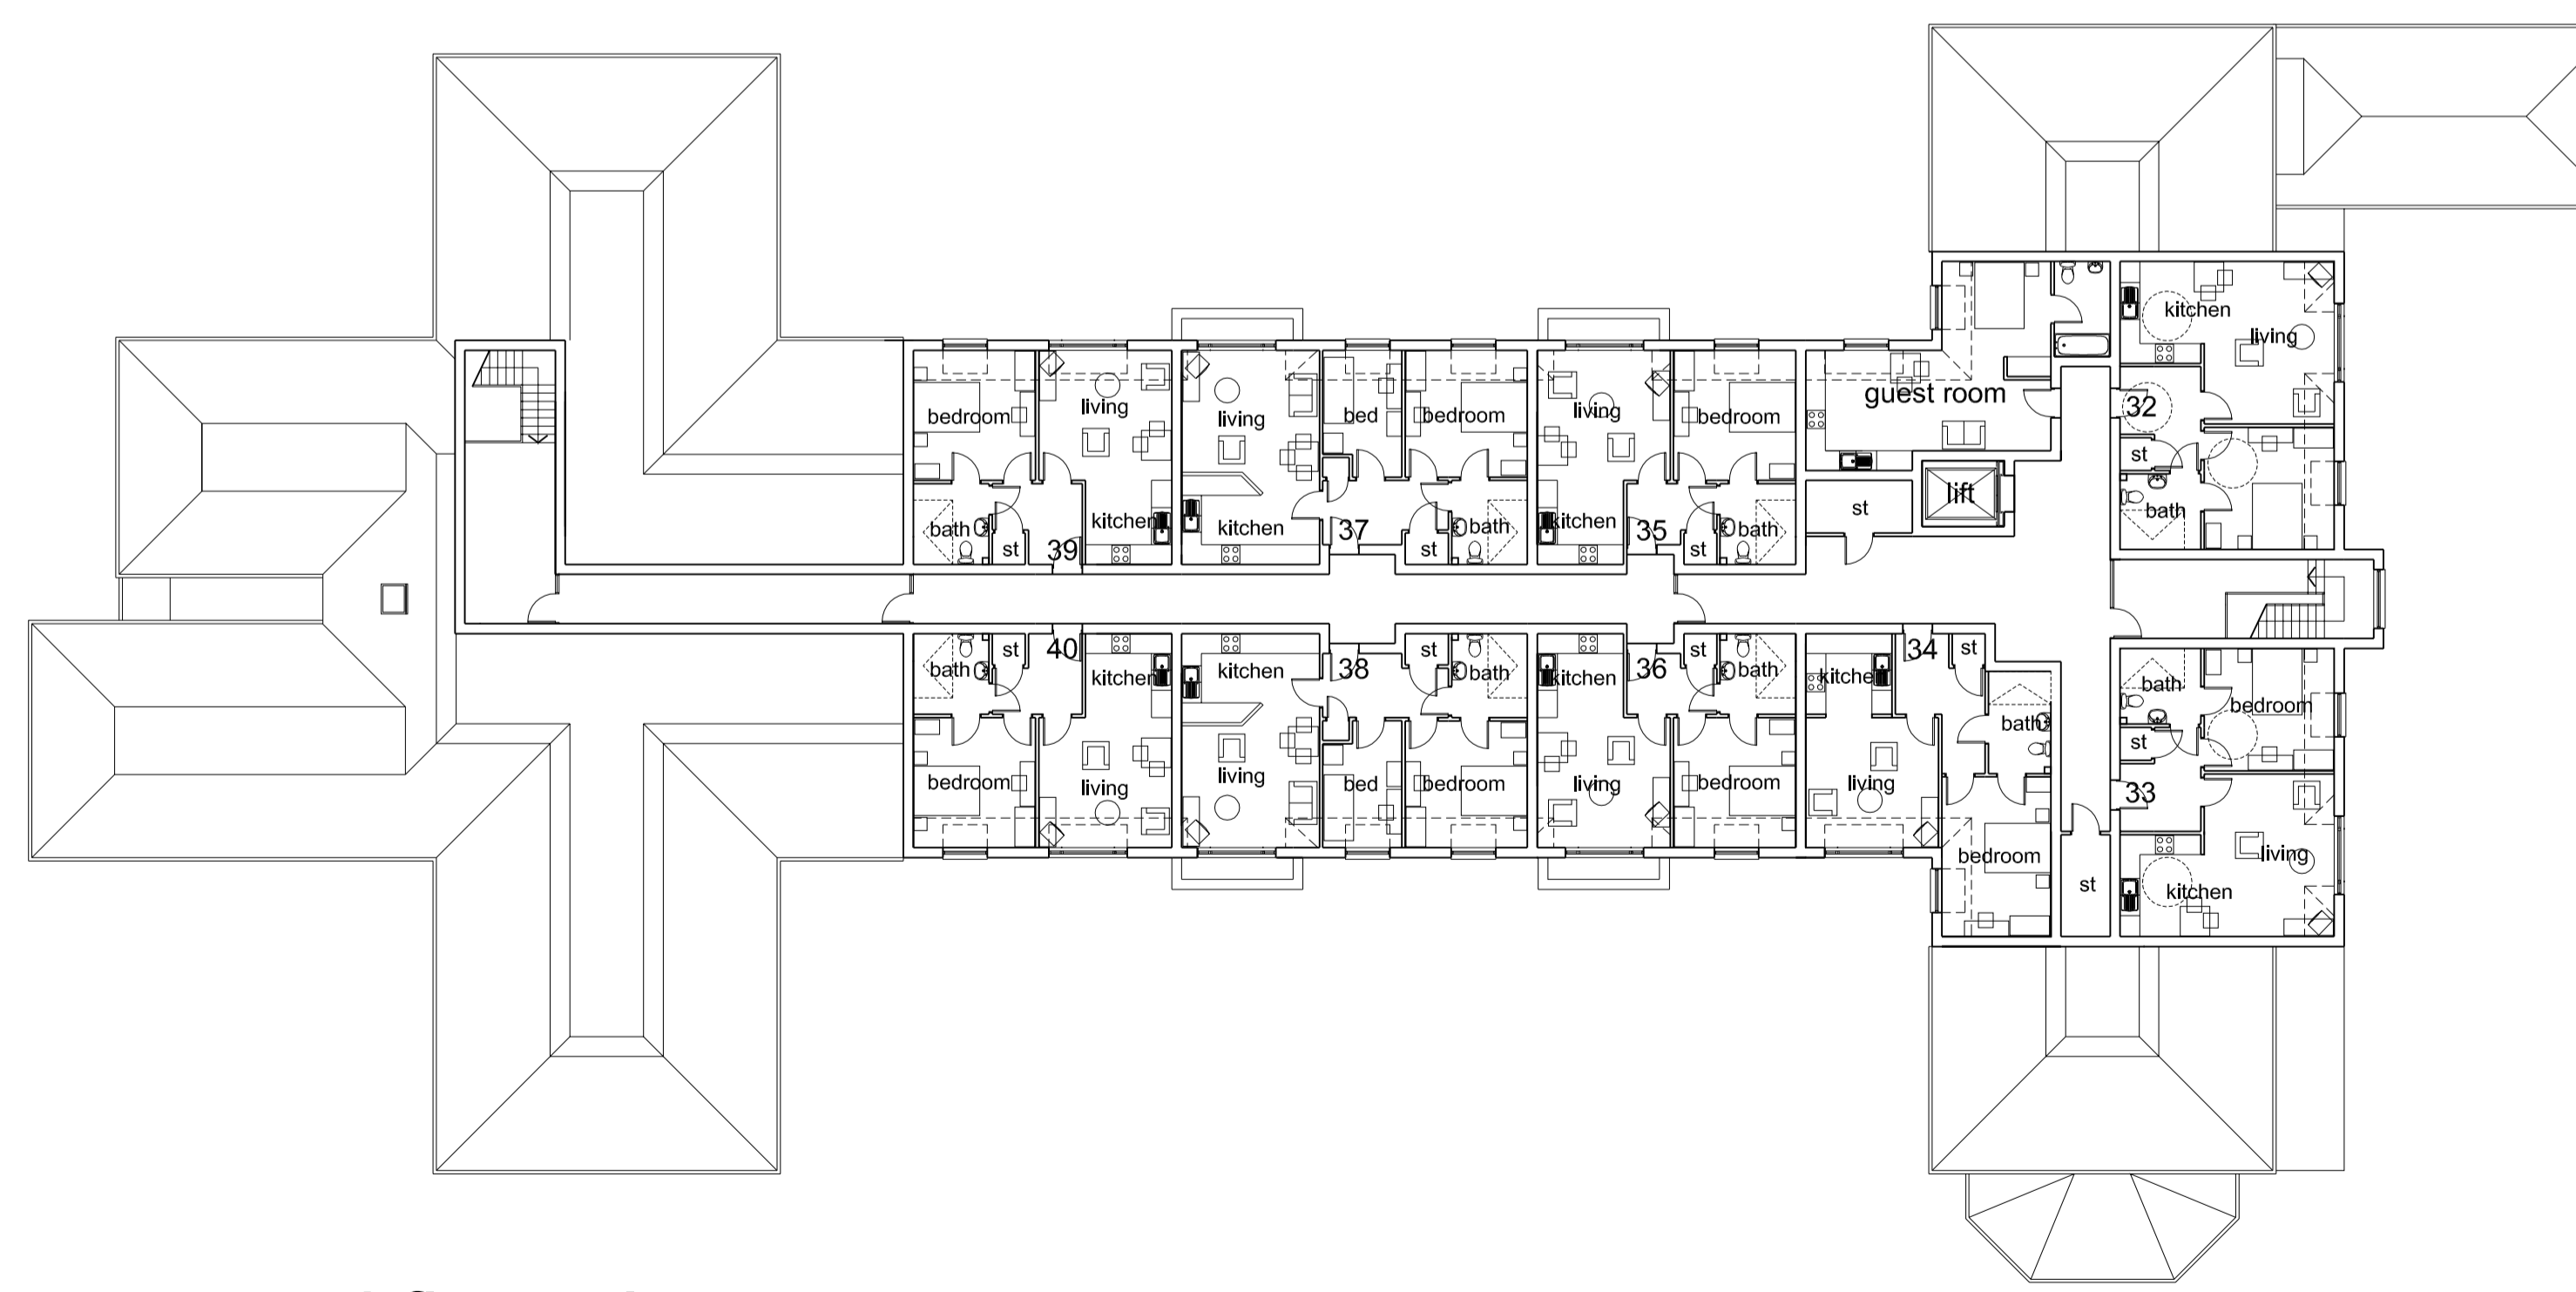 kitchen
living
guest room
32
st
bath
lift
st
bedroom
living
living
bed
bedroom
living
bedroom
bath
st
39
kitchen
kitchen
37
st
bath
kitchen
35
st
bath
bath
st
40
kitchen
kitchen
38
st
bath
kitchen
36
st
bath
kitche
34
st
bath
bedroom
living
living
bed
bedroom
living
bedroom
living
bath
bedroom
bedroom
st
33
st
living
kitchen